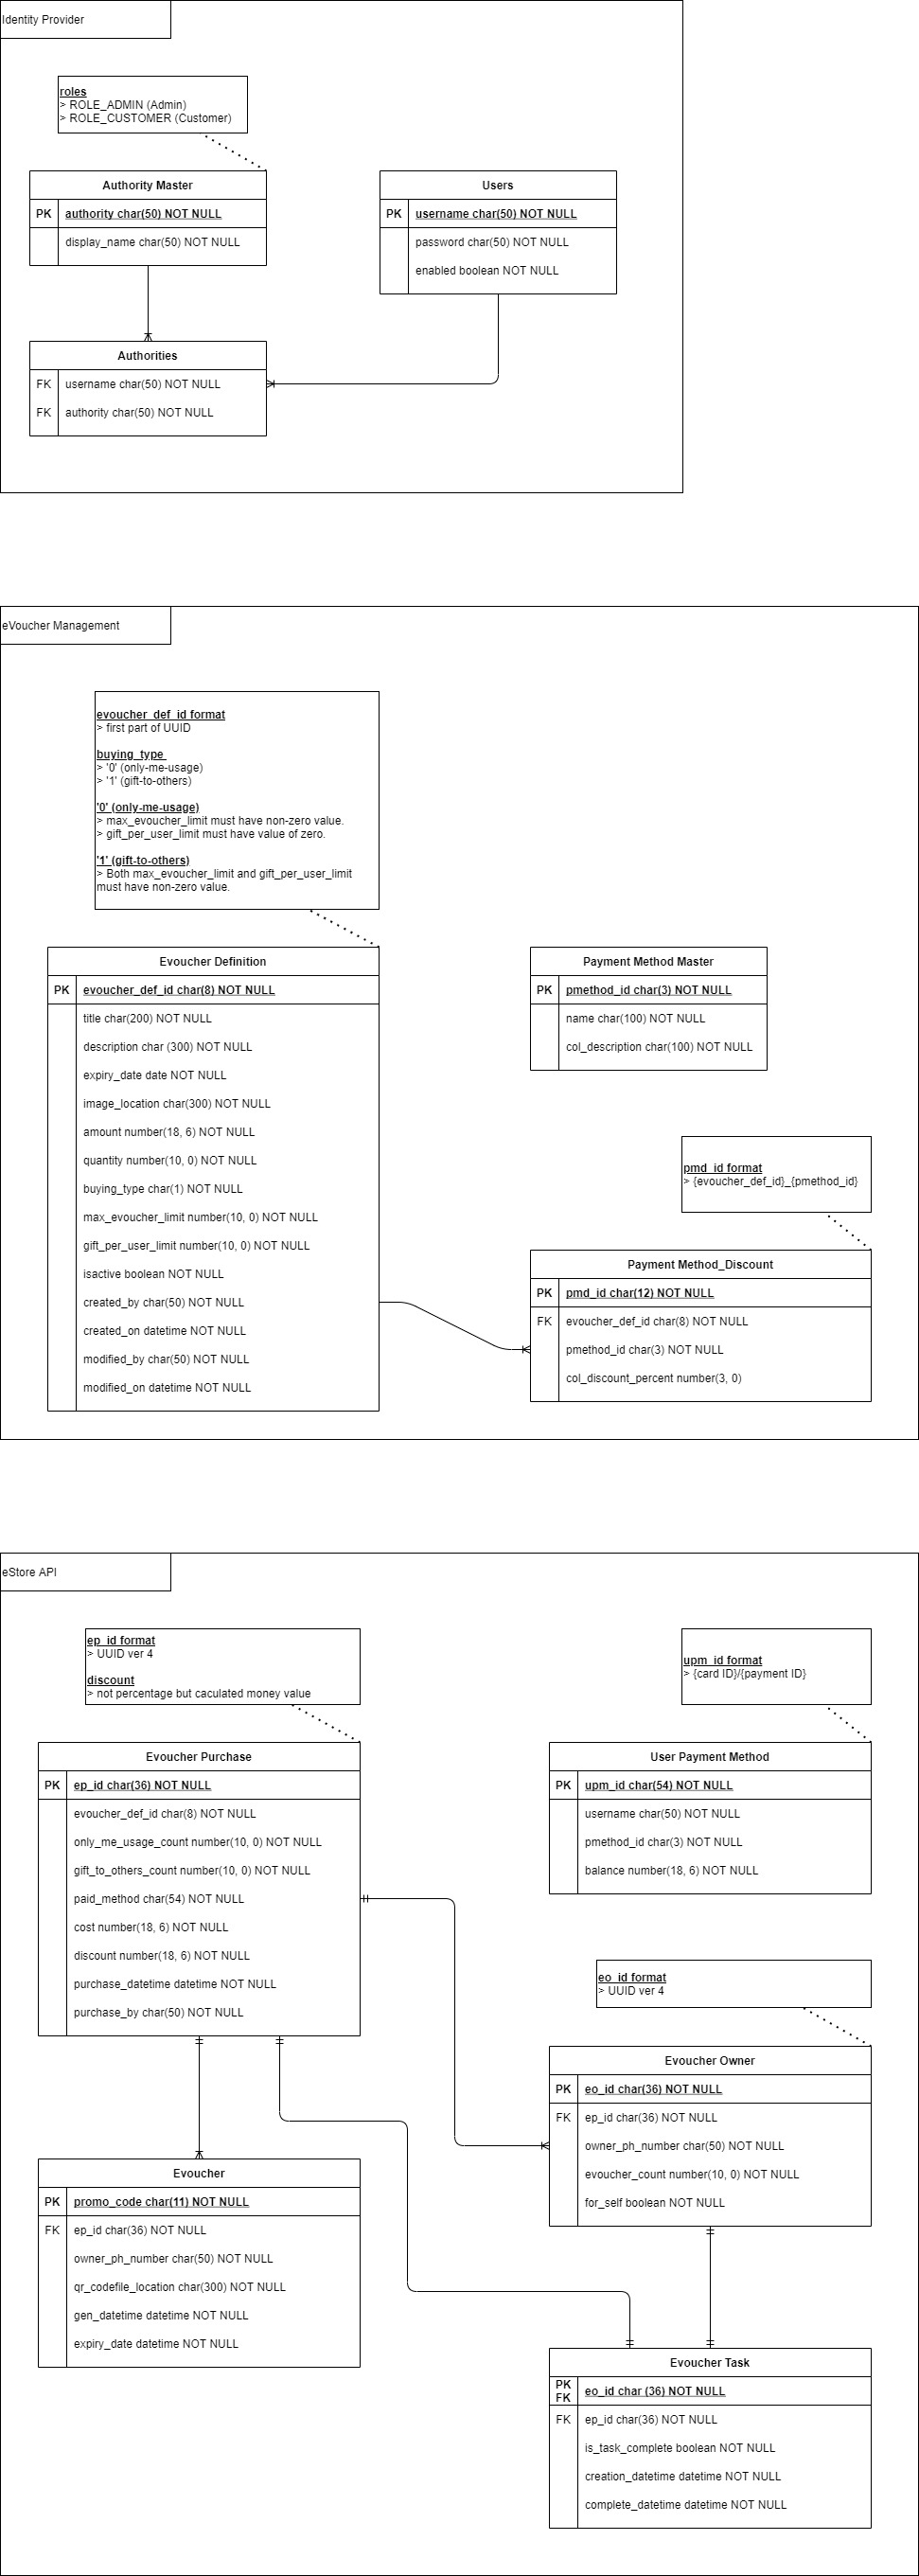 Identity Provider
roles
> ROLE_ADMIN (Admin)
> ROLE_CUSTOMER (Customer)
Authority Master
PK authority char(50) NOT NULL
display_name char(50) NOT NULL
Users
PK username char(50) NOT NULL
password char(50) NOT NULL
enabled boolean NOT NULL
Authorities
FK username char(50) NOT NULL
FK authority char(50) NOT NULL
eVoucher Management
evoucher_def_id format
> first part of UUID
buying_type
> '0' (only-me-usage)
> '1' (gift-to-others)
'0' (only-me-usage)
> max_evoucher_limit must have non-zero value.
> gift_per_user_limit must have value of zero.
'1' (gift-to-others)
> Both max_evoucher_limit and gift_per_user_limit
must have non-zero value.
Evoucher Definition
PK evoucher_def_id char(8) NOT NULL
title char(200) NOT NULL
description char (300) NOT NULL
expiry_date date NOT NULL
image_location char(300) NOT NULL
amount number(18, 6) NOT NULL
quantity number(10, 0) NOT NULL
buying_type char(1) NOT NULL
max_evoucher_limit number(10, 0) NOT NULL
gift_per_user_limit number(10, 0) NOT NULL
isactive boolean NOT NULL
created_by char(50) NOT NULL
created_on datetime NOT NULL
modified_by char(50) NOT NULL
modified_on datetime NOT NULL
Payment Method Master
PK pmethod_id char(3) NOT NULL
name char(100) NOT NULL
col_description char(100) NOT NULL
pmd_id format
> {evoucher_def_id}_{pmethod_id}
Payment Method_Discount
PK pmd_id char(12) NOT NULL
FK evoucher_def_id char(8) NOT NULL
pmethod_id char(3) NOT NULL
col_discount_percent number(3, 0)
eStore API
ep_id format
> UUID ver 4
discount
> not percentage but caculated money value
Evoucher Purchase
PK ep_id char(36) NOT NULL
evoucher_def_id char(8) NOT NULL
only_me_usage_count number(10, 0) NOT NULL
gift_to_others_count number(10, 0) NOT NULL
paid_method char(54) NOT NULL
cost number(18, 6) NOT NULL
discount number(18, 6) NOT NULL
purchase_datetime datetime NOT NULL
purchase_by char(50) NOT NULL
upm_id format
> {card ID}/{payment ID}
User Payment Method
PK upm_id char(54) NOT NULL
username char(50) NOT NULL
pmethod_id char(3) NOT NULL
balance number(18, 6) NOT NULL
eo_id format
> UUID ver 4
Evoucher Owner
PK eo_id char(36) NOT NULL
FK ep_id char(36) NOT NULL
owner_ph_number char(50) NOT NULL
evoucher_count number(10, 0) NOT NULL
for_self boolean NOT NULL
Evoucher
PK promo_code char(11) NOT NULL
FK ep_id char(36) NOT NULL
owner_ph_number char(50) NOT NULL
qr_codefile_location char(300) NOT NULL
gen_datetime datetime NOT NULL
expiry_date datetime NOT NULL
Evoucher Task
PK
FK eo_id char (36) NOT NULL
FK ep_id char(36) NOT NULL
is_task_complete boolean NOT NULL
creation_datetime datetime NOT NULL
complete_datetime datetime NOT NULL